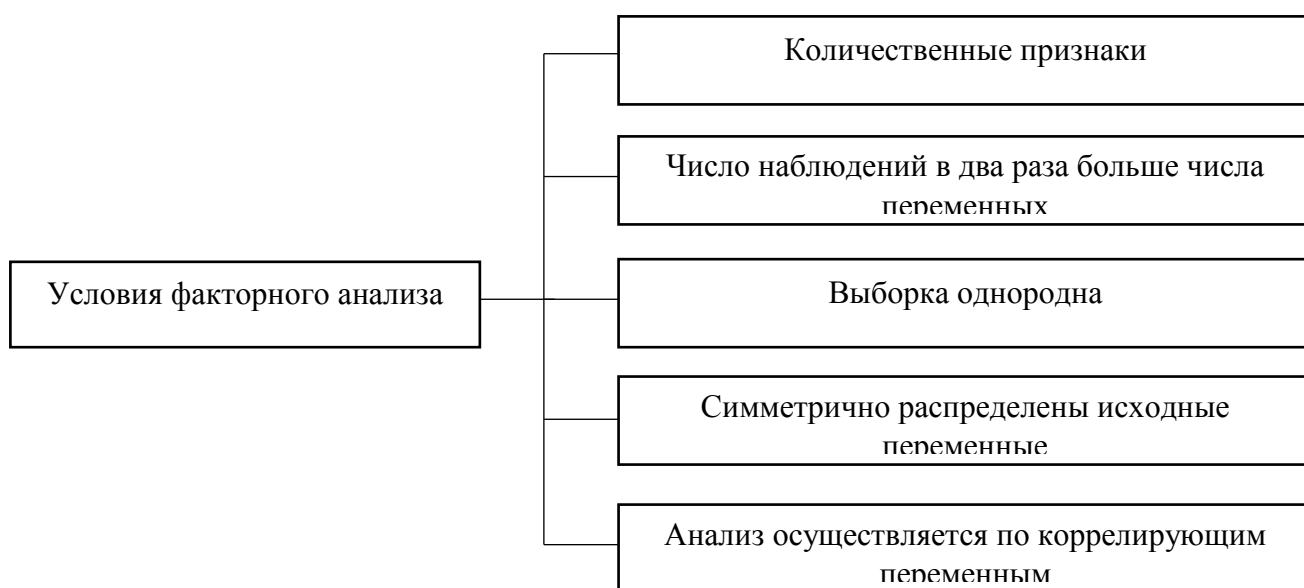 Количественные признаки
Число наблюдений в два раза больше числа
переменных
Условия факторного анализа
Выборка однородна
Симметрично распределены исходные
переменные
Анализ осуществляется по коррелирующим
переменным